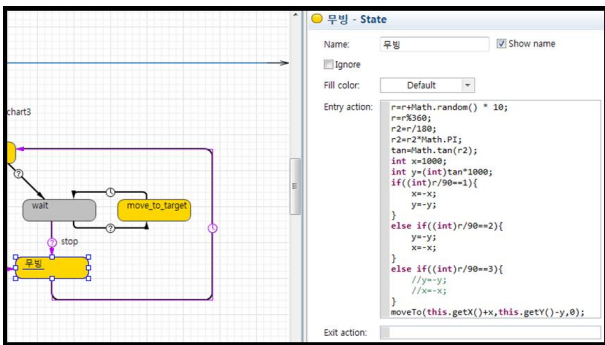 chart3
wait
move_to_target
stop
무빙
무빙 - State
Name:
무빙
Show name
Ignore
Fill color:
Default
Entry action:
r=r+Math.random() * 10;
r=r%360;
r2=r/180;
r2=r2*Math.PI;
tan=Math.tan(r2);
int x=1000;
int y=(int)tan*1000;
if((int)r/90==1){
x=-x;
y=-y;
}
else if((int)r/90==2){
y=-y;
x=-x;
}
else if((int)r/90==3){
//y=-y;
//x=-x;
}
moveTo(this.getX()+x,this.getY()-y,0);
Exit action: